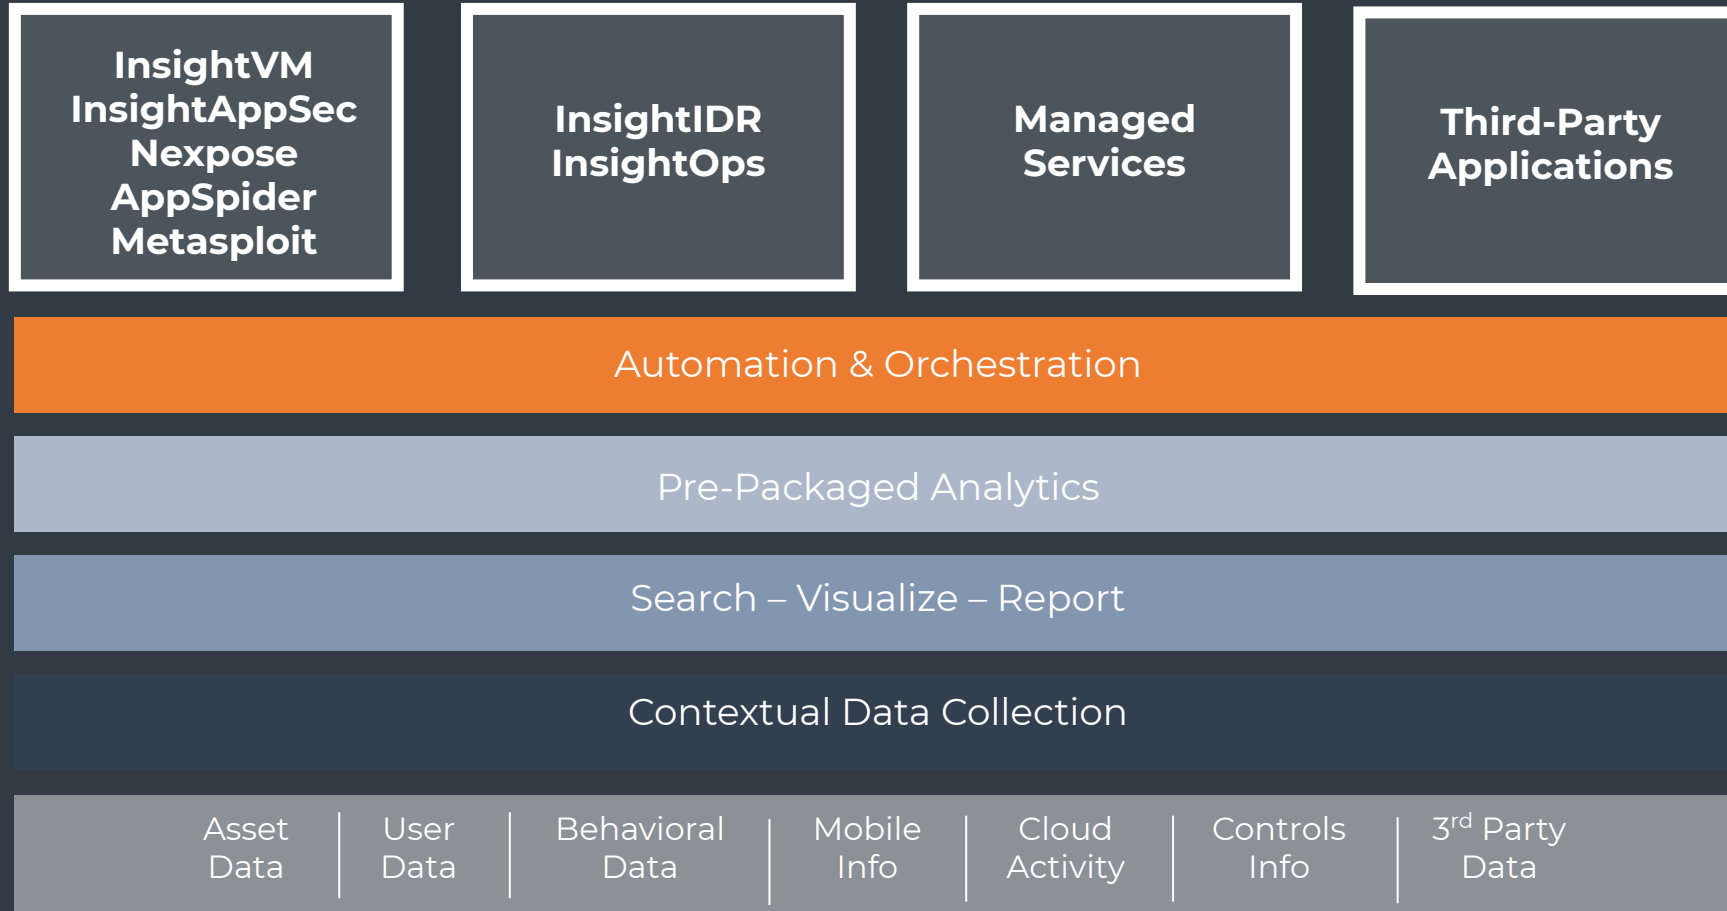 InsightVM
InsightAppSec
Nexpose
AppSpider
Metasploit
InsightIDR
InsightOps
Managed
Services
Third-Party
Applications
Automation & Orchestration
Pre-Packaged Analytics
Search – Visualize – Report
Contextual Data Collection
Asset
Data
User
Data
Behavioral
Data
Mobile
Info
Cloud
Activity
Controls
Info
3rd Party
Data